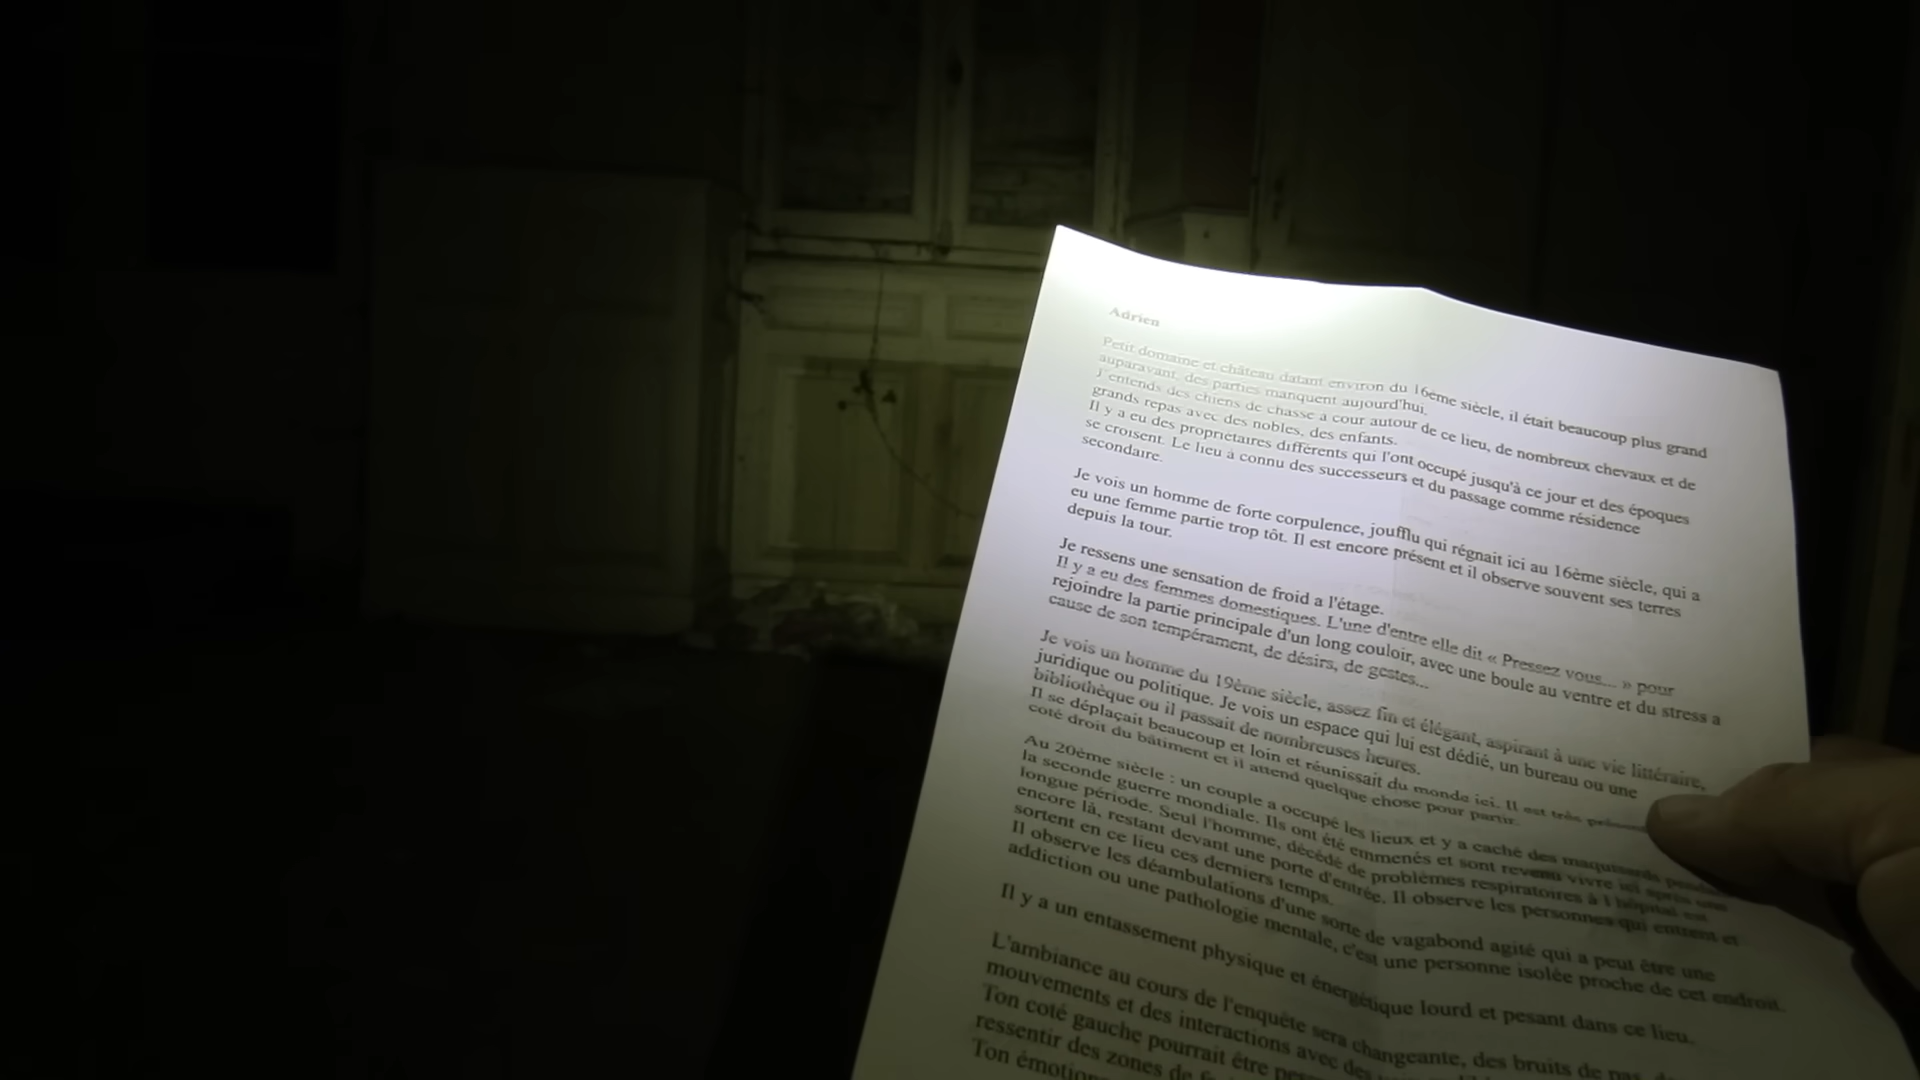 Adrien
Petit domaine et château datant environ du 16ème siècle, il était beaucoup plus grand
auparavant, des parties manquent aujourd'hui.
J'entends des chiens de chasse a cour autour de ce lieu, de nombreux chevaux et de
grands repas avec des nobles, des enfants.
Il y a eu des propriétaires différents qui l'ont occupé jusqu'à ce jour et des époques
se croisent. Le lieu à connu des successeurs et du passage comme résidence
secondaire.
Je vois un homme de forte corpulence, joufflu qui régnait ici au 16ème siècle, qui a
eu une femme partie trop tôt. Il est encore présent et il observe souvent ses terres
depuis la tour.
Je ressens une sensation de froid a l'étage.
Il y a eu des femmes domestiques. L'une d'entre elle dit « Pressez vous... » pour
rejoindre la partie principale d'un long couloir, avec une boule au ventre et du stress a
cause de son tempérament, de désirs, de gestes...
Je vois un homme du 19ème siècle, assez fin et élégant, aspirant à une vie littéraire,
juridique ou politique. Je vois un espace qui lui est dédié, un bureau ou une
bibliothèque ou il passait de nombreuses heures.
Il se déplaçait beaucoup et loin et réunissait du monde ici. Il est très
coté droit du bâtiment et il attend quelque chose pour partir.
Au 20ème siècle : un couple a occupé les lieux et y a caché des maquisards
la seconde guerre mondiale. Ils ont été emmenés et sont revenu vivre ici après une
longue période. Seul l'homme, décédé de problèmes respiratoires à l'hôpital est
encore là, restant devant une porte d'entrée. Il observe les personnes qui entrent et
sortent en ce lieu ces derniers temps.
Il observe les déambulations d'une sorte de vagabond agité qui a peut être une
addiction ou une pathologie mentale, c'est une personne isolée proche de cet endroit.
Il y a un entassement physique et énergétique lourd et pesant dans ce lieu.
L'ambiance au cours de l'enquête sera changeante, des bruits de pas,
mouvements et des interactions avec des
Ton coté gauche pourrait être
ressentir des zones de
Ton